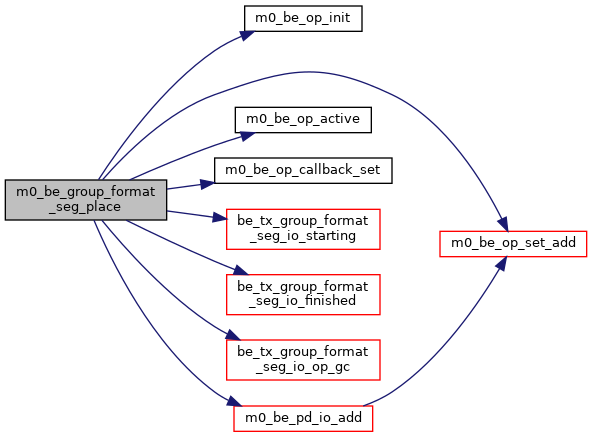 m0_be_op_init
m0_be_op_active
m0_be_op_callback_set
m0_be_group_format
_seg_place
be_tx_group_format
_seg_io_starting
m0_be_op_set_add
be_tx_group_format
_seg_io_finished
be_tx_group_format
_seg_io_op_gc
m0_be_pd_io_add